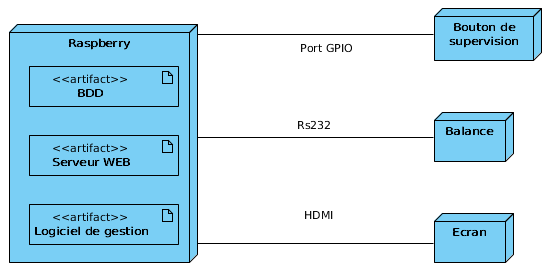 Raspberry
<<artifact>>
BDD
<<artifact>>
Serveur WEB
<<artifact>>
Logiciel de gestion
Port GPIO
Rs232
HDMI
Bouton de
supervision
Balance
Ecran